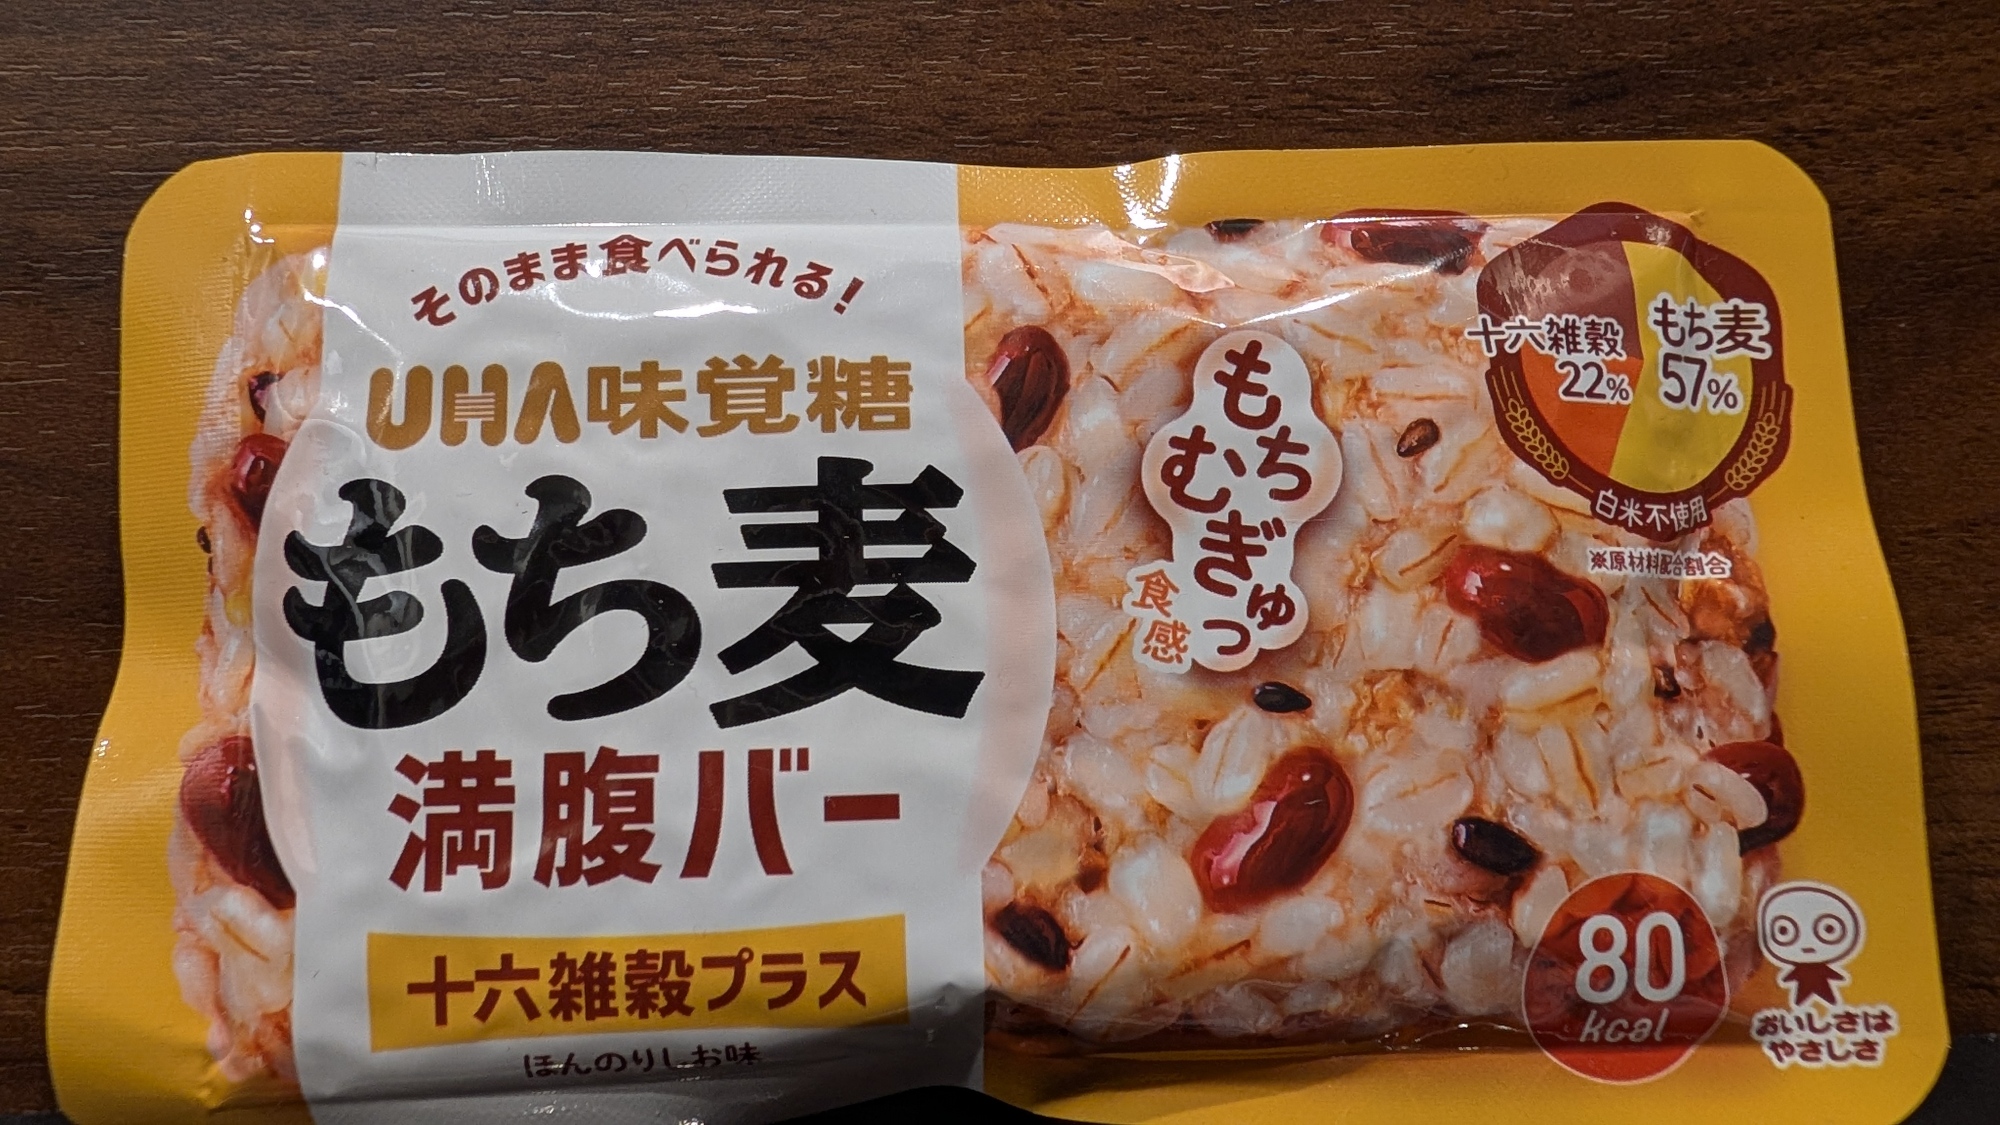 そのまま食べられる!
UHA味覚糖
もち麦
満腹バー
十六雑穀プラス
ほんのりしお味
もち
むぎゅっ
食感
十六雑穀
22%
もち麦
57%
白米不使用
※原材料配合割合
80
kcal
おいしさは
やさしさ